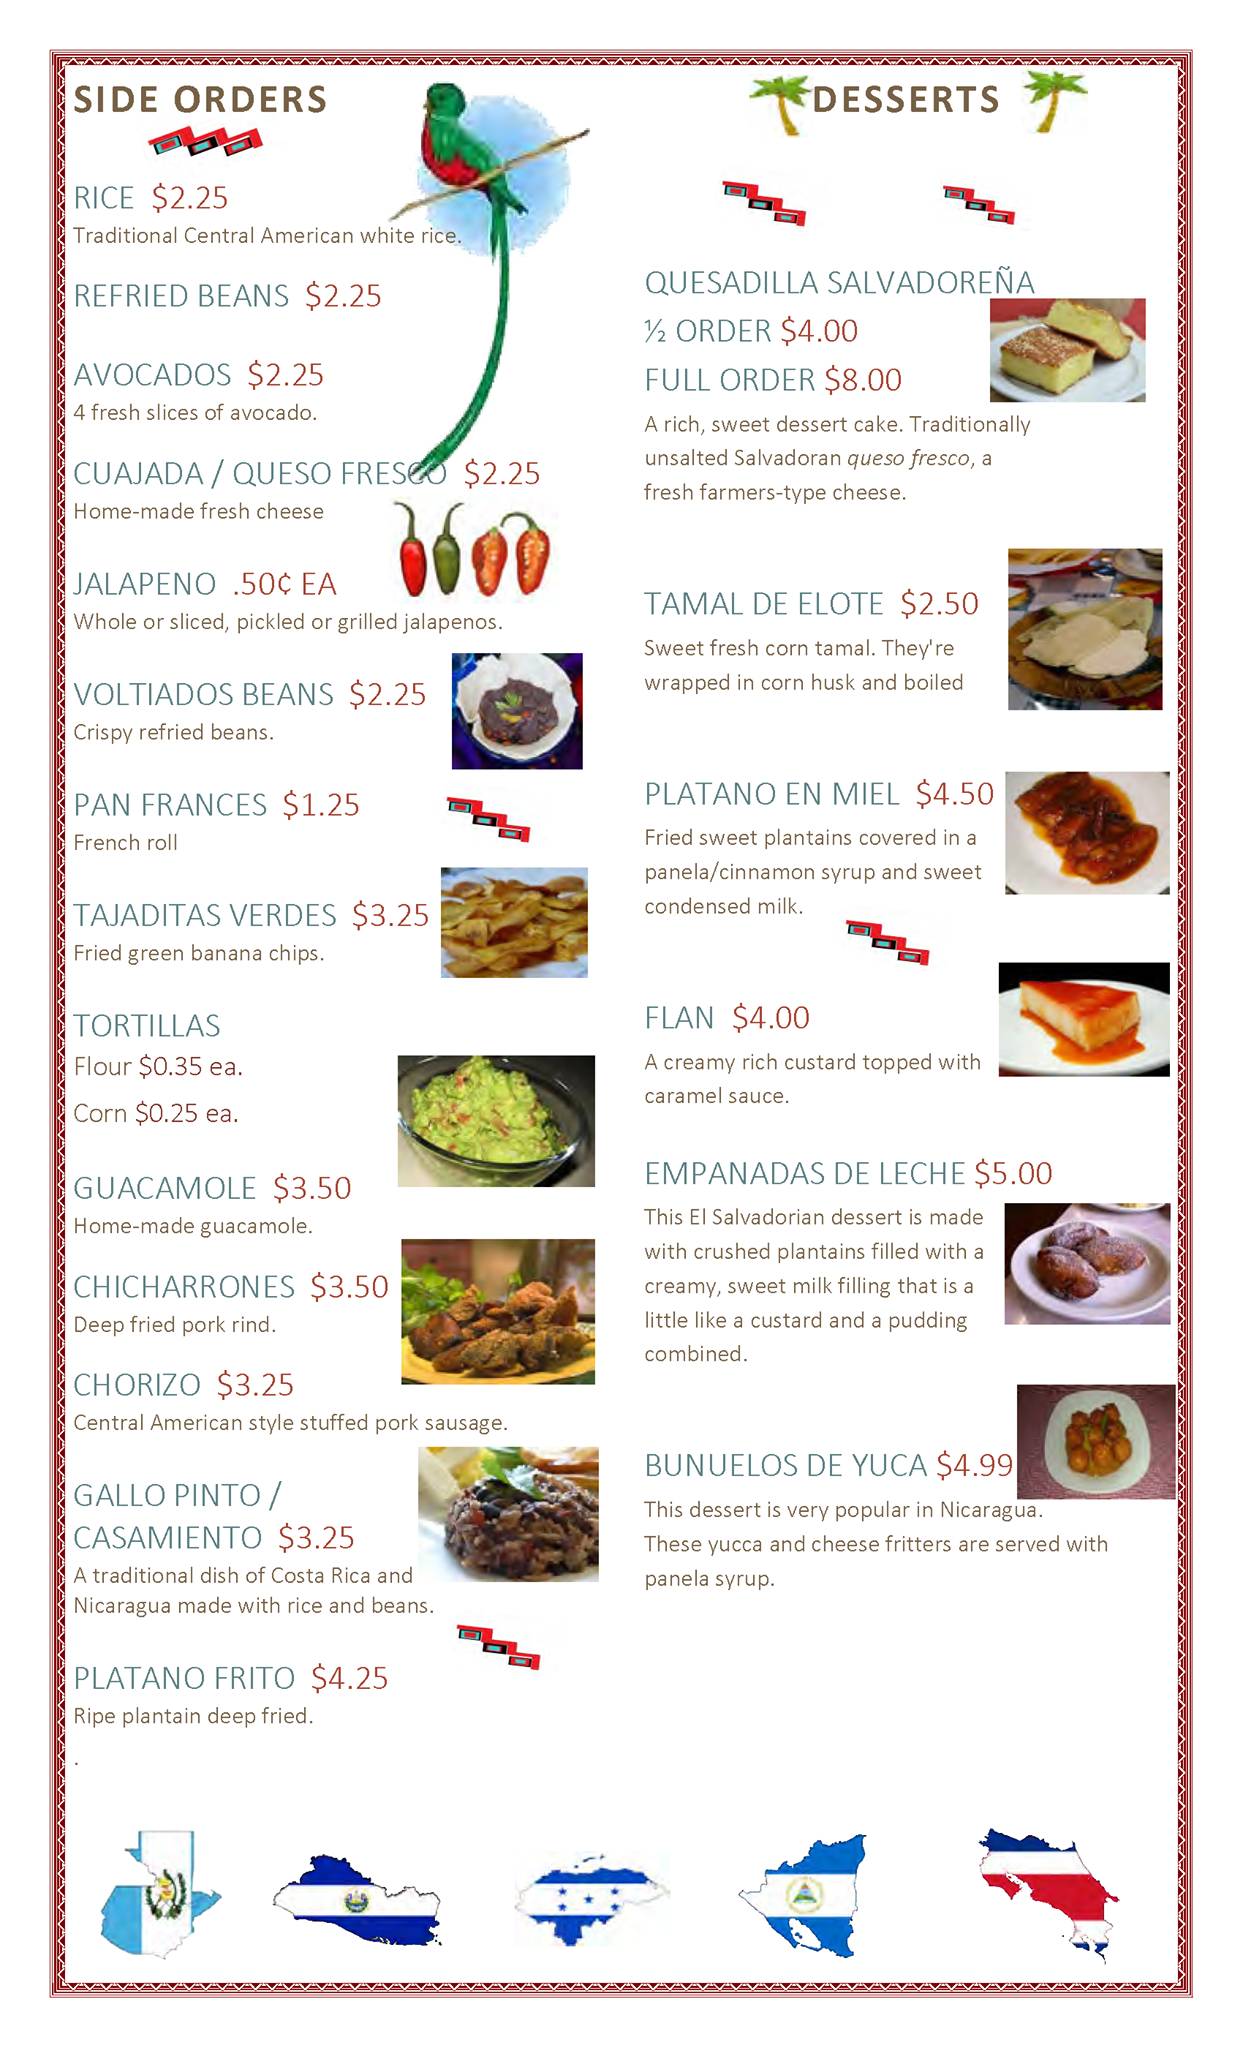 SIDE ORDERS
RICE $2.25
Traditional Central American white rice.
REFRIED BEANS $2.25
AVOCADOS $2.25
4 fresh slices of avocado.
CUAJADA / QUESO FRESCO $2.25
Home-made fresh cheese
JALAPENO .50¢ EA
Whole or sliced, pickled or grilled jalapenos.
VOLTIADOS BEANS $2.25
Crispy refried beans.
PAN FRANCES $1.25
French roll
TAJADITAS VERDES $3.25
Fried green banana chips.
TORTILLAS
Flour $0.35 ea.
Corn $0.25 ea.
GUACAMOLE $3.50
Home-made guacamole.
CHICHARRONES $3.50
Deep fried pork rind.
CHORIZO $3.25
Central American style stuffed pork sausage.
GALLO PINTO /
CASAMIENTO $3.25
A traditional dish of Costa Rica and
Nicaragua made with rice and beans.
PLATANO FRITO $4.25
Ripe plantain deep fried.
.
DESSERTS
QUESADILLA SALVADOREÑA
½ ORDER $4.00
FULL ORDER $8.00
A rich, sweet dessert cake. Traditionally
unsalted Salvadoran queso fresco, a
fresh farmers-type cheese.
TAMAL DE ELOTE $2.50
Sweet fresh corn tamal. They're
wrapped in corn husk and boiled
PLATANO EN MIEL $4.50
Fried sweet plantains covered in a
panela/cinnamon syrup and sweet
condensed milk.
FLAN $4.00
A creamy rich custard topped with
caramel sauce.
EMPANADAS DE LECHE $5.00
This El Salvadorian dessert is made
with crushed plantains filled with a
creamy, sweet milk filling that is a
little like a custard and a pudding
combined.
BUNUELOS DE YUCA $4.99
This dessert is very popular in Nicaragua.
These yucca and cheese fritters are served with
panela syrup.